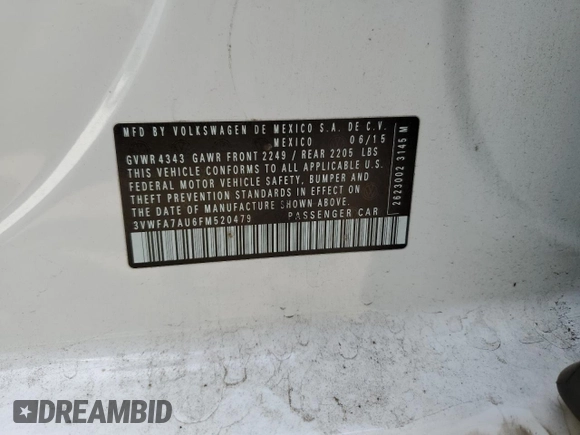 MFD BY VOLKSWAGEN DE MEXICO S.A. DE C.V.
MEXICO 06/15
GVWR 4343 GAWR FRONT 2249 / REAR 2205 LBS
THIS VEHICLE CONFORMS TO ALL APPLICABLE U.S.
FEDERAL MOTOR VEHICLE SAFETY, BUMPER AND
THEFT PREVENTION STANDARDS IN EFFECT ON
THE DATE OF MANUFACTURE SHOWN ABOVE.
3VWFA7AU6FM520479 PASSENGER CAR
2623002 3145 M
DREAMBID